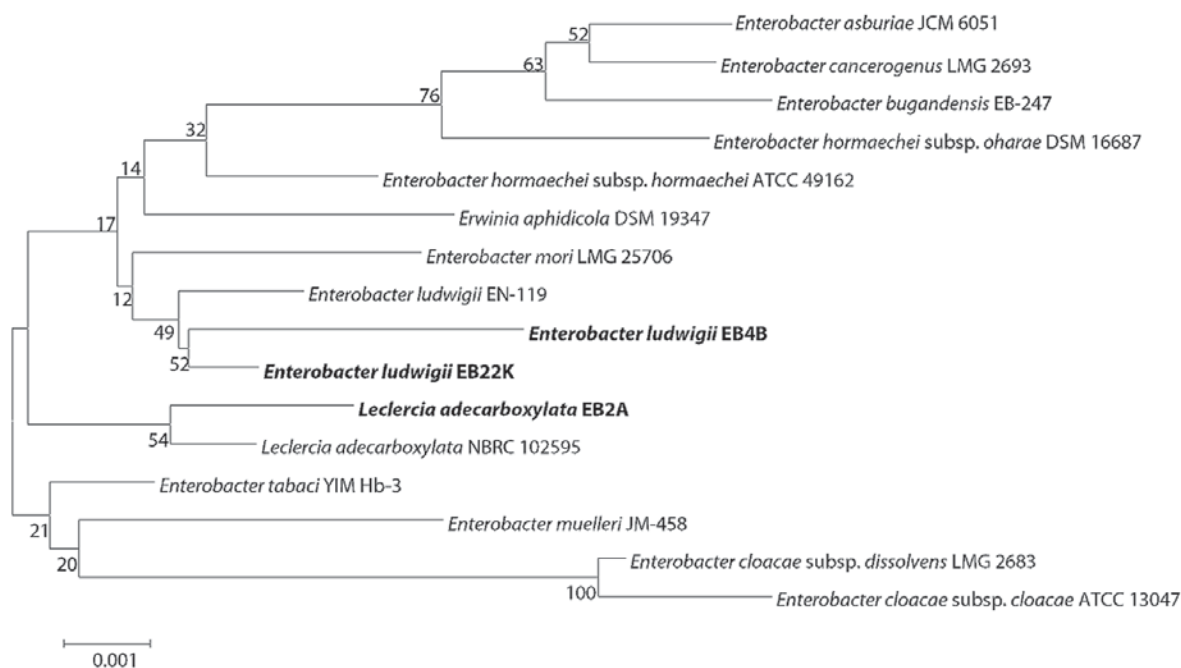 Enterobacter asburiae JCM 6051
52
Enterobacter cancerogenus LMG 2693
63
76
Enterobacter bugandensis EB-247
32
Enterobacter hormaechei subsp. oharae DSM 16687
14
Enterobacter hormaechei subsp. hormaechei ATCC 49162
17
Erwinia aphidicola DSM 19347
Enterobacter mori LMG 25706
12
Enterobacter ludwigii EN-119
49
Enterobacter ludwigii EB4B
52
Enterobacter ludwigii EB22K
Leclercia adecarboxylata EB2A
54
Leclercia adecarboxylata NBRC 102595
Enterobacter tabaci YIM Hb-3
21
Enterobacter muelleri JM-458
20
Enterobacter cloacae subsp. dissolvens LMG 2683
100
Enterobacter cloacae subsp. cloacae ATCC 13047
0.001